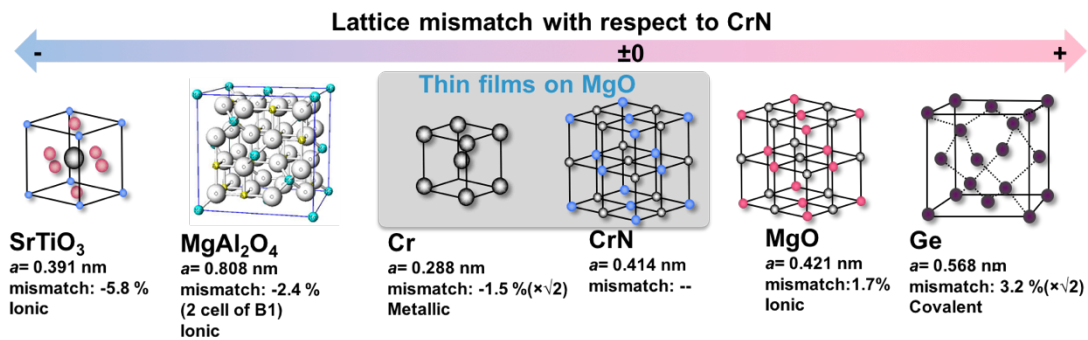 Lattice mismatch with respect to CrN
- ±0 +
Thin films on MgO
SrTiO₃
a= 0.391 nm
mismatch: -5.8 %
Ionic
MgAl₂O₄
a= 0.808 nm
mismatch: -2.4 %
(2 cell of B1)
Ionic
Cr
a= 0.288 nm
mismatch: -1.5 %(×√2)
Metallic
CrN
a= 0.414 nm
mismatch: --
MgO
a= 0.421 nm
mismatch:1.7%
Ionic
Ge
a= 0.568 nm
mismatch: 3.2 %(×√2)
Covalent